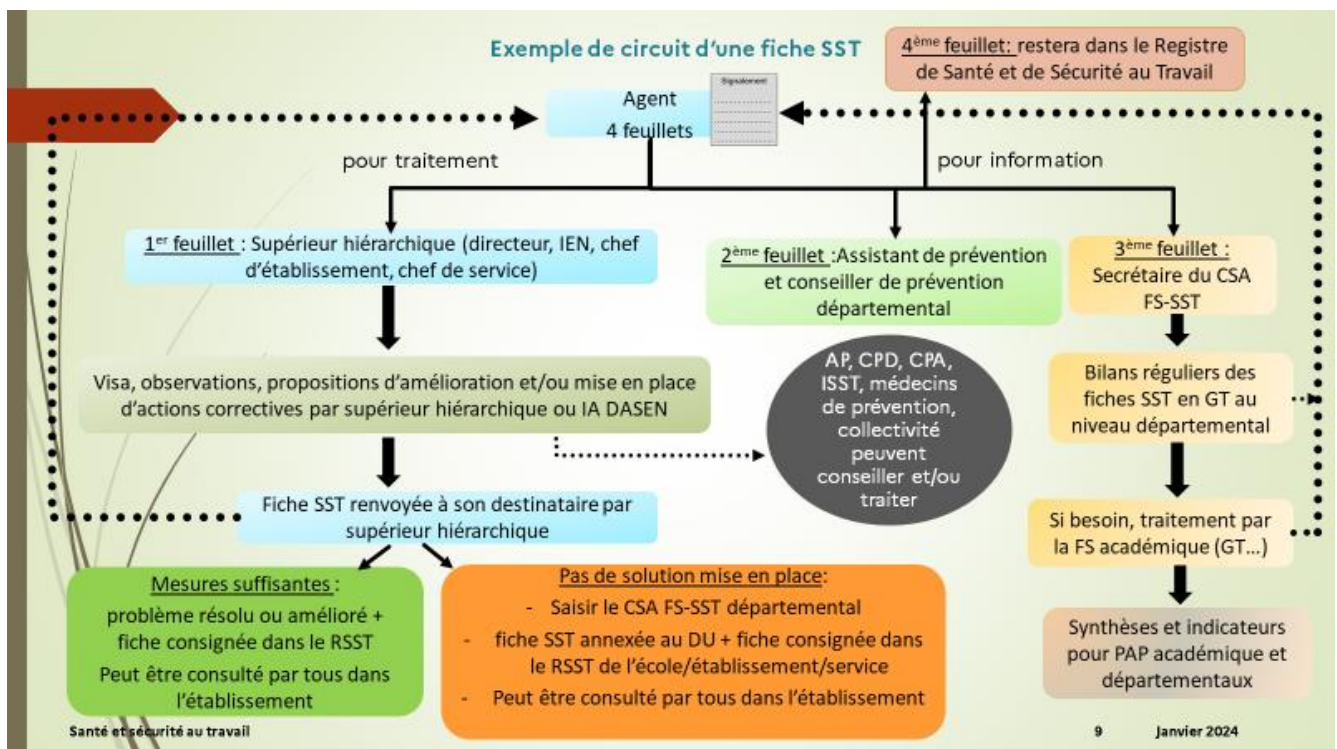 Exemple de circuit d'une fiche SST
4ème feuillet: restera dans le Registre
de Santé et de Sécurité au Travail
Agent
4 feuillets
Signalement
pour traitement
pour information
1er feuillet : Supérieur hiérarchique (directeur, IEN, chef
d'établissement, chef de service)
2ème feuillet :Assistant de prévention
et conseiller de prévention
départemental
3ème feuillet :
Secrétaire du CSA
FS-SST
Visa, observations, propositions d'amélioration et/ou mise en place
d'actions correctives par supérieur hiérarchique ou IA DASEN
AP, CPD, CPA,
ISST, médecins
de prévention,
collectivité
peuvent
conseiller et/ou
traiter
Bilans réguliers des
fiches SST en GT au
niveau départemental
Fiche SST renvoyée à son destinataire par
supérieur hiérarchique
Si besoin, traitement par
la FS académique (GT...)
Mesures suffisantes :
problème résolu ou amélioré +
fiche consignée dans le RSST
Peut être consulté par tous dans
l'établissement
Pas de solution mise en place:
- Saisir le CSA FS-SST départemental
- fiche SST annexée au DU + fiche consignée dans
le RSST de l'école/établissement/service
- Peut être consulté par tous dans l'établissement
Synthèses et indicateurs
pour PAP académique et
départementaux
Santé et sécurité au travail
9
Janvier 2024